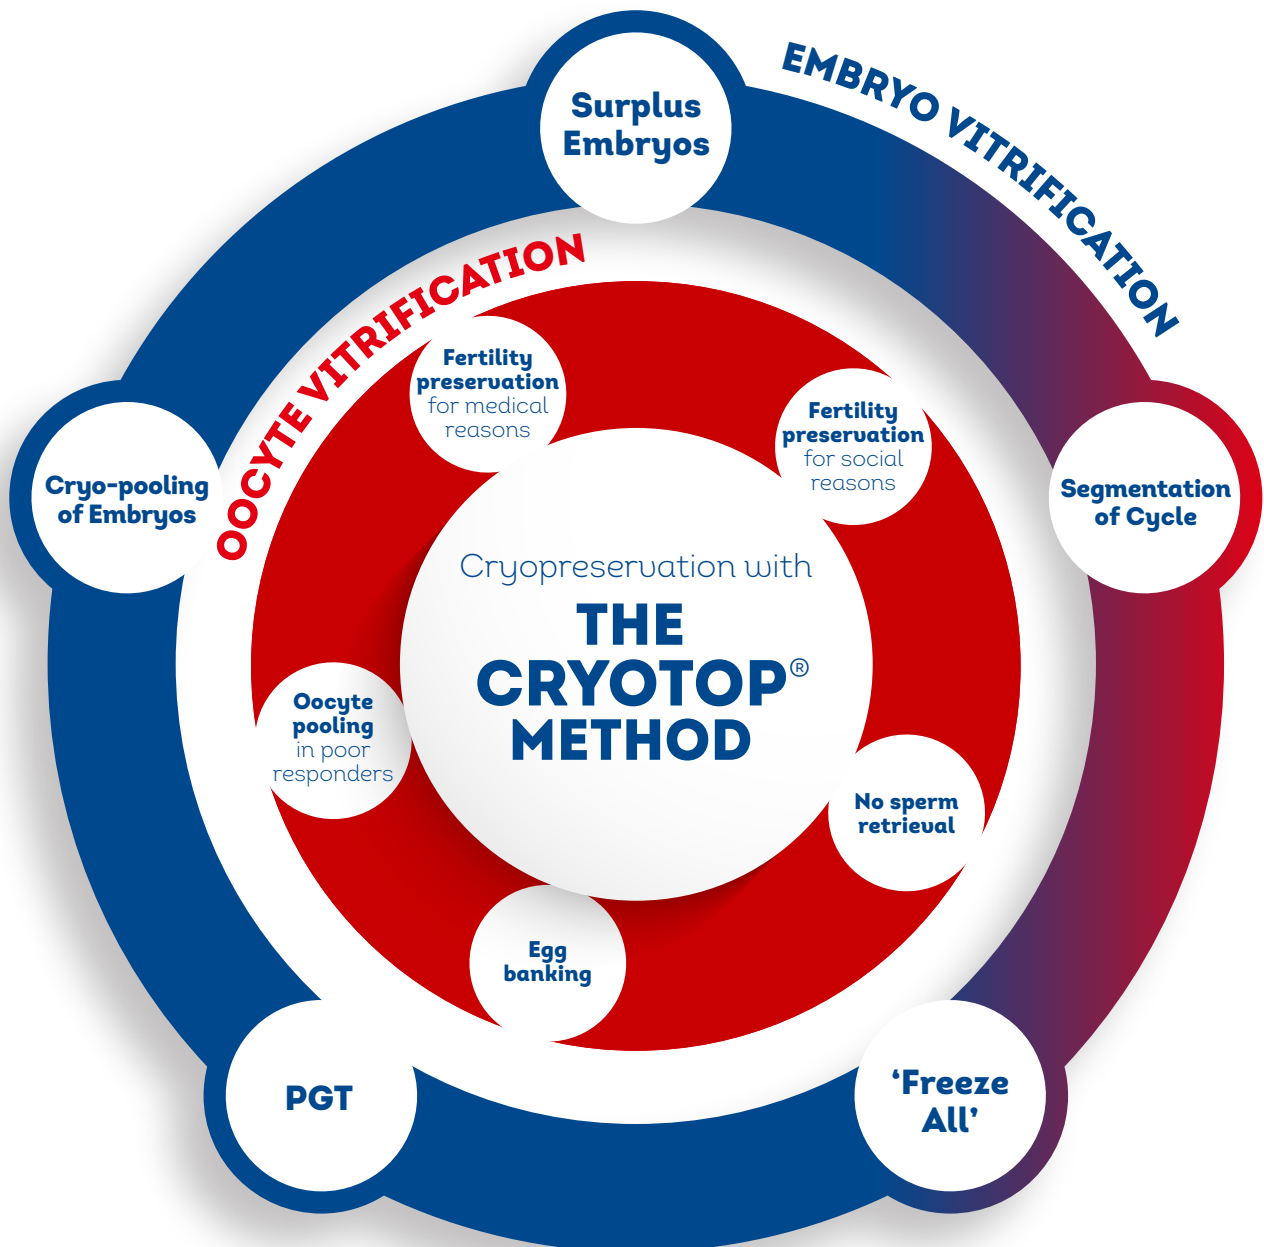 EMBRYO VITRIFICATION
Surplus
Embryos
OOCYTE VITRIFICATION
Fertility
preservation
for medical
reasons
Fertility
preservation
for social
reasons
Cryo-pooling
of Embryos
Segmentation
of Cycle
Cryopreservation with
THE
CRYOTOP®
METHOD
Oocyte
pooling
in poor
responders
No sperm
retrieval
Egg
banking
PGT
‘Freeze
All’